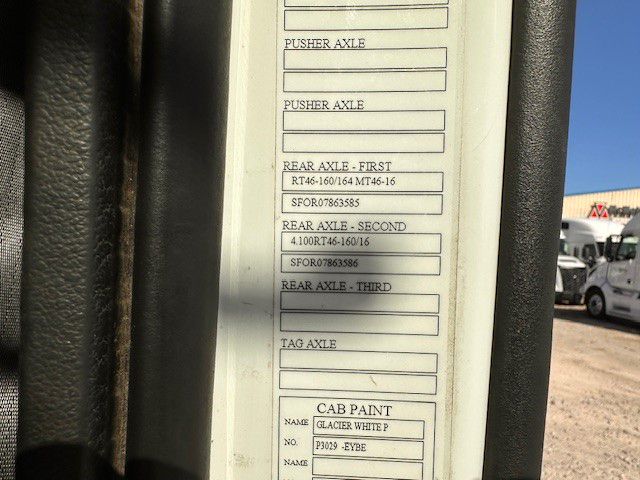 PUSHER AXLE
PUSHER AXLE
REAR AXLE - FIRST
RT46-160/164 MT46-16
SFOR07863585
REAR AXLE - SECOND
4.100RT46-160/16
SFOR07863586
REAR AXLE - THIRD
TAG AXLE
CAB PAINT
NAME GLACIER WHITE P
NO. P3029 -EYBE
NAME